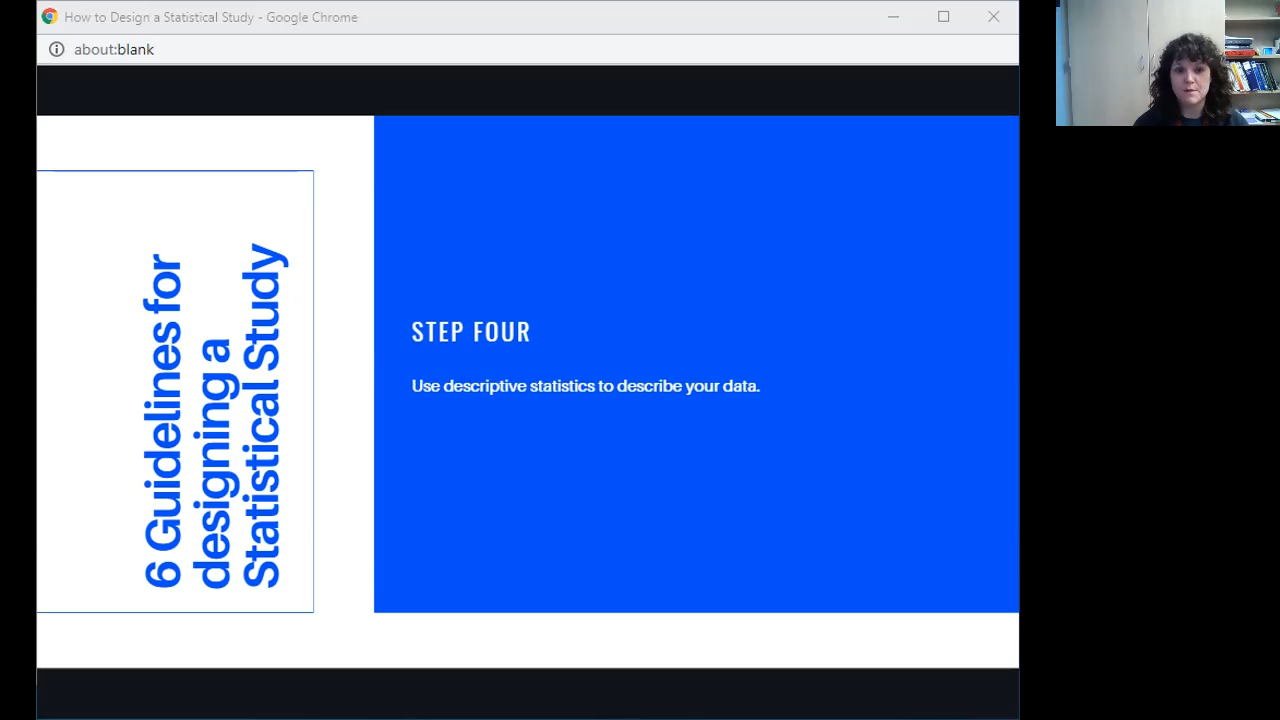 How to Design a Statistical Study - Google Chrome
about:blank
6 Guidelines for
designing a
Statistical Study
STEP FOUR
Use descriptive statistics to describe your data.